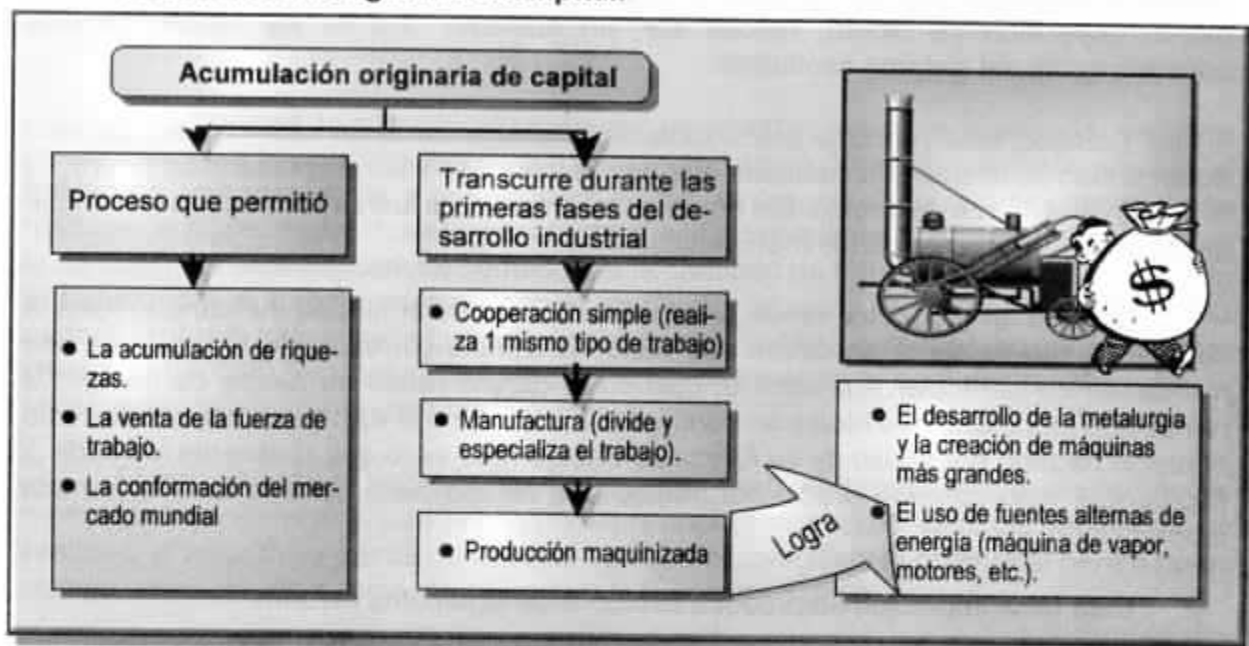 Acumulación originaria de capital
Proceso que permitió
● La acumulación de rique-
zas.
● La venta de la fuerza de
trabajo.
● La conformación del mer-
cado mundial
Transcurre durante las
primeras fases del de-
sarrollo industrial
● Cooperación simple (reali-
za 1 mismo tipo de trabajo)
● Manufactura (divide y
especializa el trabajo).
● Producción maquinizada
Logra
$
● El desarrollo de la metalurgia
y la creación de máquinas
más grandes.
● El uso de fuentes alternas de
energía (máquina de vapor,
motores, etc.).